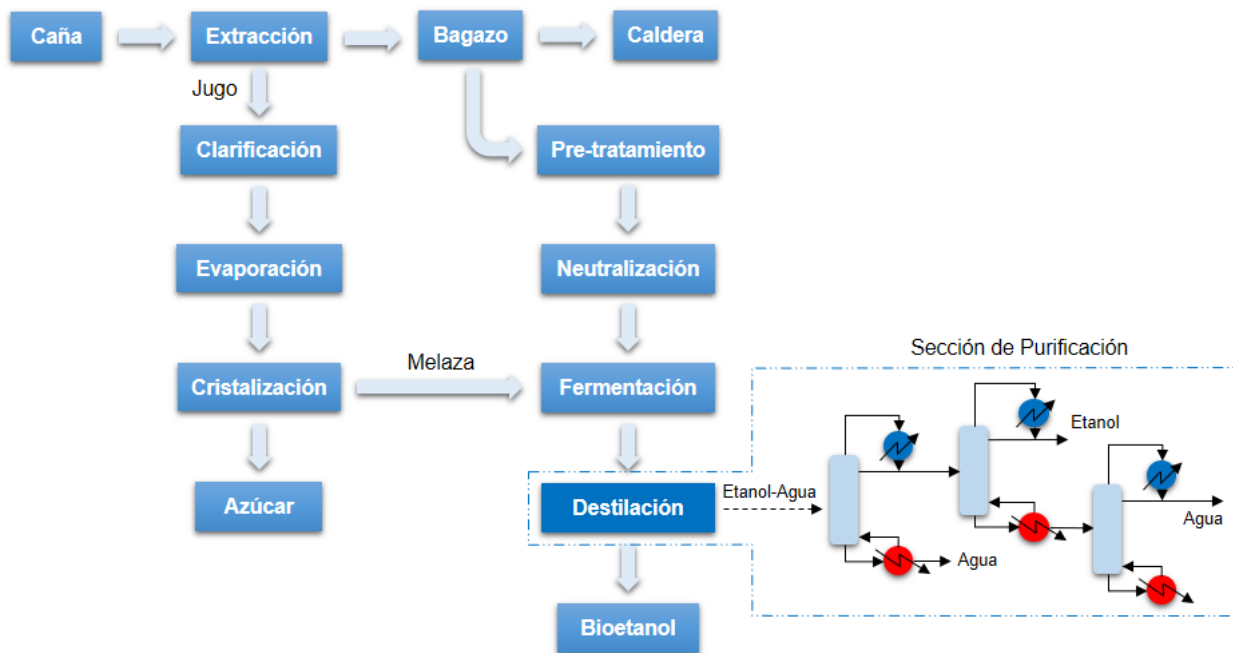 Caña
Extracción
Bagazo
Caldera
Jugo
Clarificación
Pre-tratamiento
Evaporación
Neutralización
Cristalización
Melaza
Fermentación
Azúcar
Destilación
Bioetanol
Sección de Purificación
Etanol-Agua
Agua
Etanol
Agua